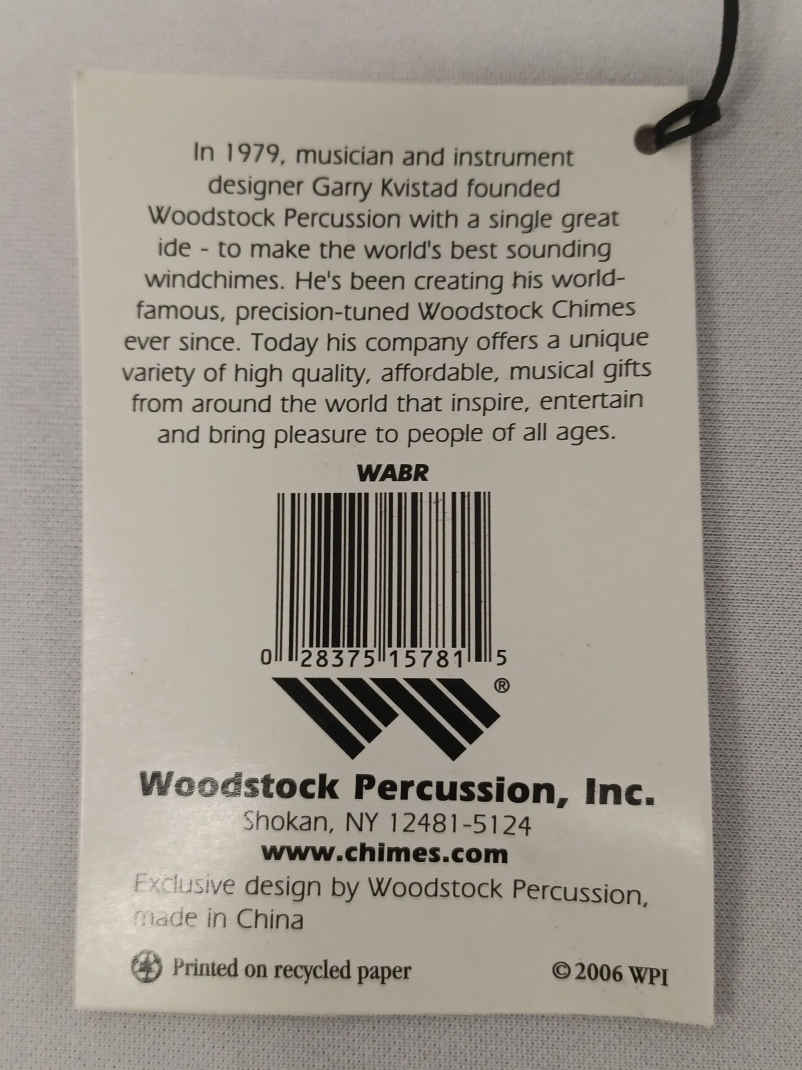 In 1979, musician and instrument
designer Garry Kvistad founded
Woodstock Percussion with a single great
ide - to make the world's best sounding
windchimes. He's been creating his world-
famous, precision-tuned Woodstock Chimes
ever since. Today his company offers a unique
variety of high quality, affordable, musical gifts
from around the world that inspire, entertain
and bring pleasure to people of all ages.
WABR
0 28375 15781 5
®
Woodstock Percussion, Inc.
Shokan, NY 12481-5124
www.chimes.com
Exclusive design by Woodstock Percussion,
made in China
Printed on recycled paper © 2006 WPI